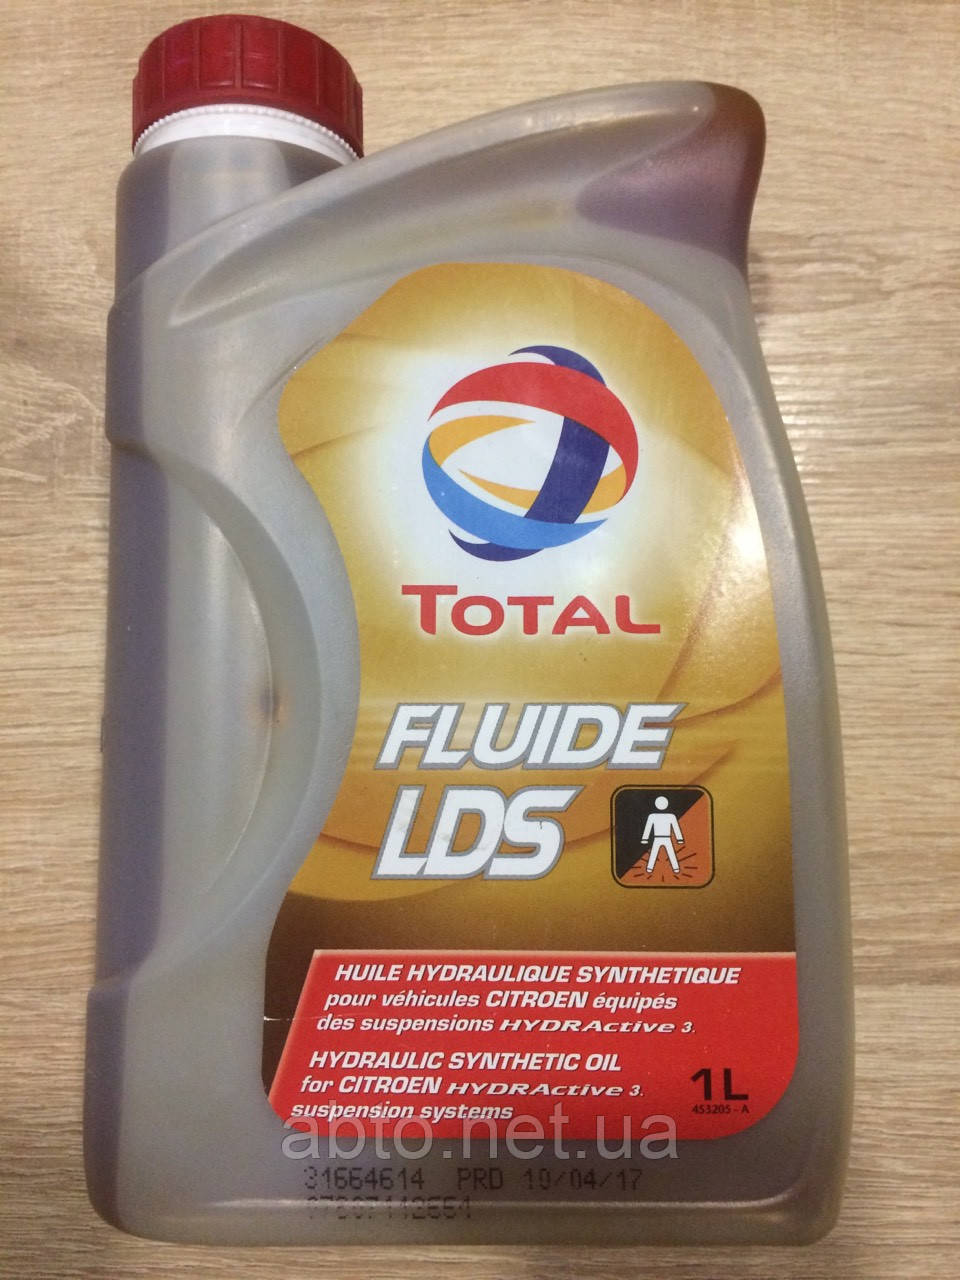 TOTAL
FLUIDE
LDS
HUILE HYDRAULIQUE SYNTHETIQUE
pour véhicules CITROEN équipés
des suspensions HYDRActive 3.
HYDRAULIC SYNTHETIC OIL
for CITROEN HYDRActive 3.
suspension systems
1L
453205 - A
авто.net.ua
31664614 PRD 10/04/17